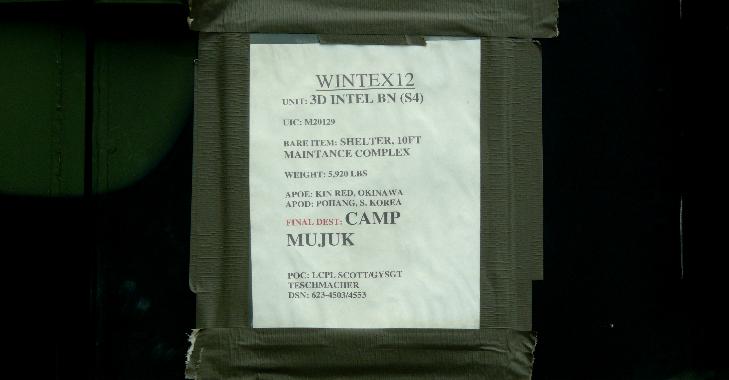 WINTEX12
UNIT: 3D INTEL BN (S4)
UIC: M20129
BARE ITEM: SHELTER, 10FT
MAINTANCE COMPLEX
WEIGHT: 5,920 LBS
APOE: KIN RED, OKINAWA
APOD: POHANG, S. KOREA
FINAL DEST: CAMP
MUJUK
POC: LCPL SCOTT/GYSGT
TESCHMACHER
DSN: 623-4503/4553